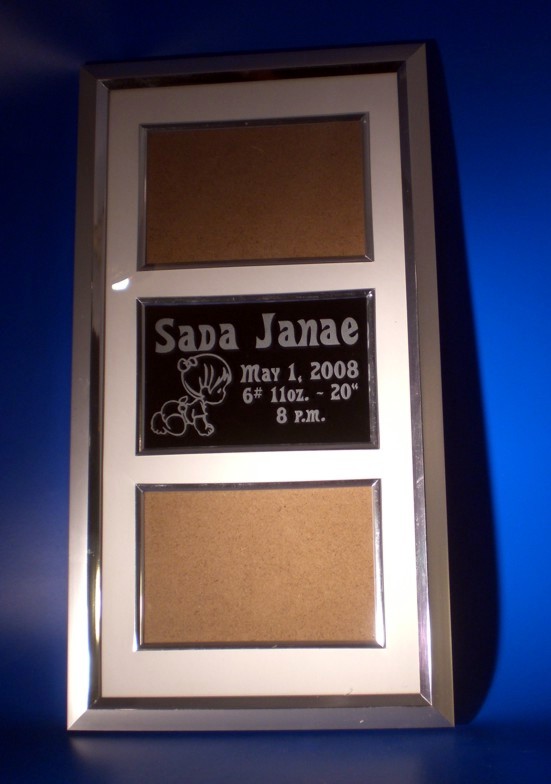 Sada Janae
May 1, 2008
6# 11oz. ~ 20"
8 p.m.